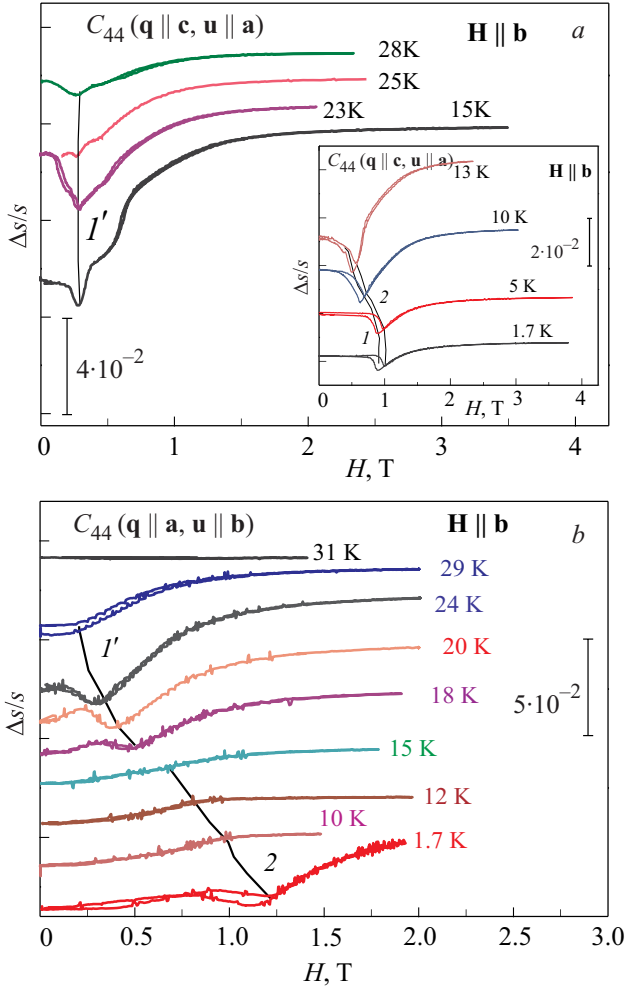 C44 (q || c, u || a) H || b a
28K
25K
23K 15K
1′
Δs/s
4·10−2
C44 (q || c, u || a) H || b
13 K
10 K
2·10−2
Δs/s
2
5 K
1
1.7 K
0 1 2 3 4
H, T
0 1 2 3 4
H, T
C44 (q || a, u || b) H || b b
31 K
29 K
24 K
1′
20 K
5·10−2
Δs/s
18 K
15 K
12 K
10 K
2 1.7 K
0 0.5 1.0 1.25 2.0 2.5 3.0
H, T